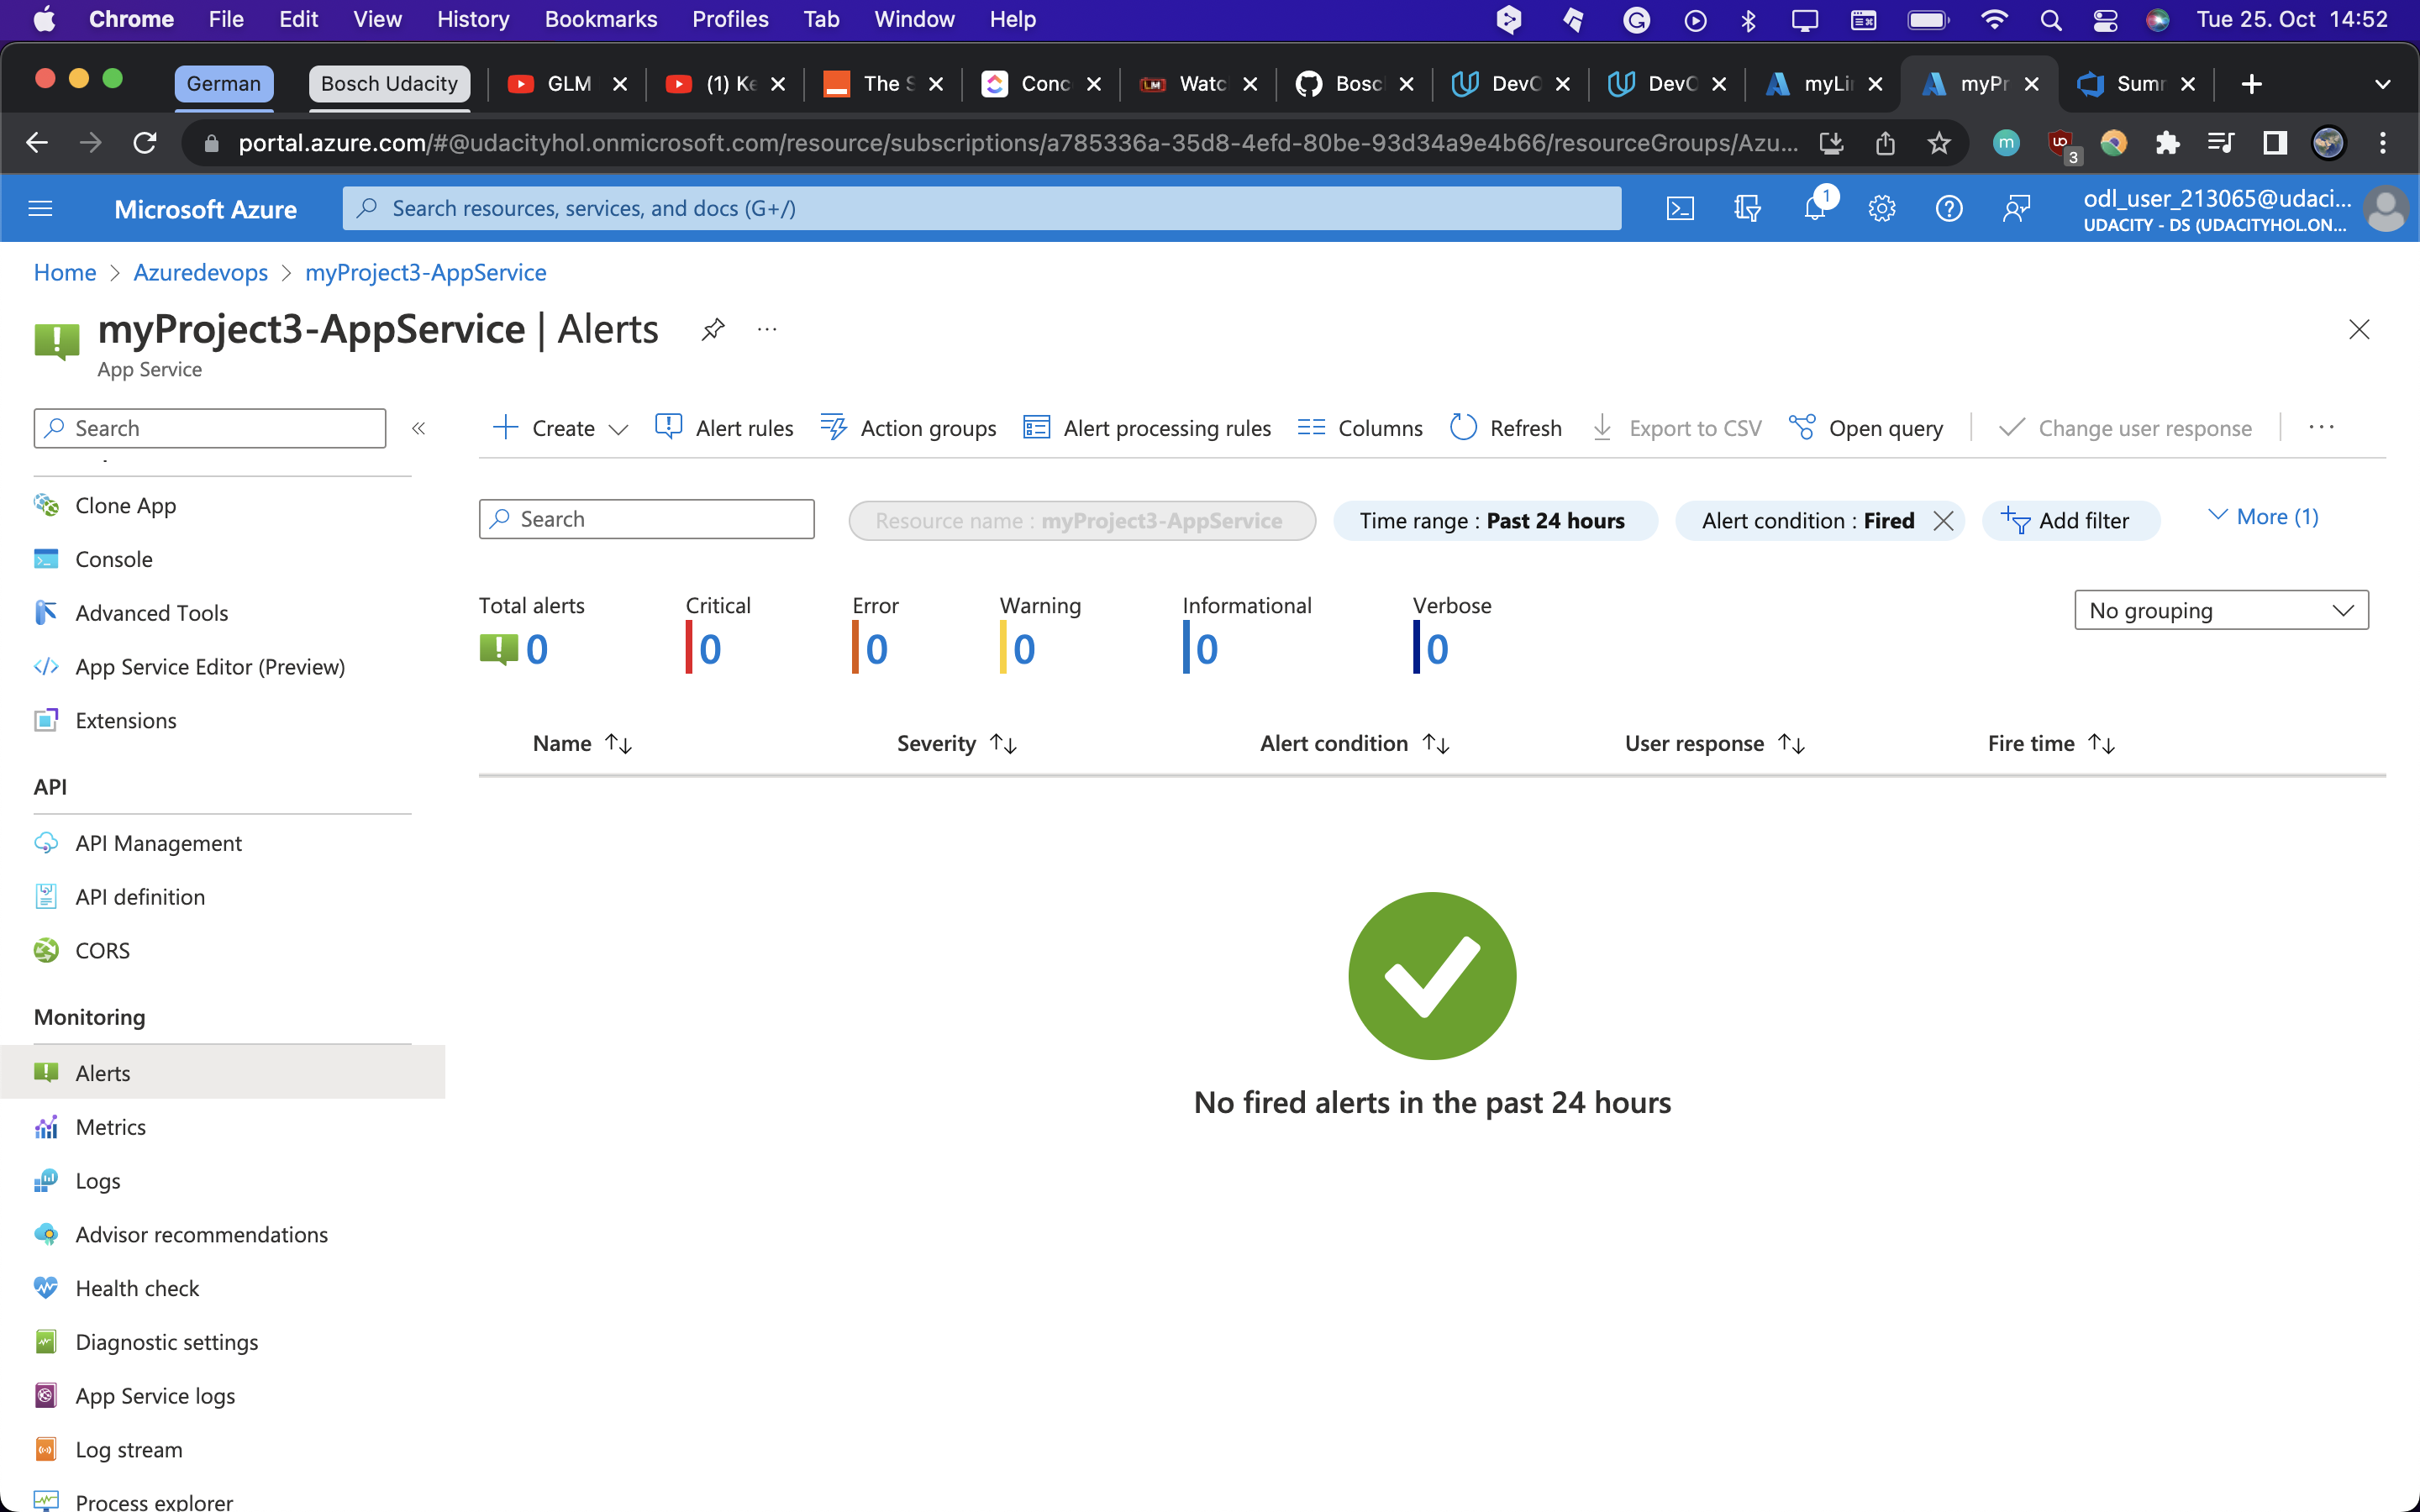 Chrome File Edit View History Bookmarks Profiles Tab Window Help Tue 25. Oct 14:52
German Bosch Udacity GLM (1) Ke The S Conc Watc Bosc DevO DevO myLi myPr Sumr
portal.azure.com/#@udacityhol.onmicrosoft.com/resource/subscriptions/a785336a-35d8-4efd-80be-93d34a9e4b66/resourceGroups/Azu... m 3
Microsoft Azure Search resources, services, and docs (G+/) 1 odl_user_213065@udaci...
UDACITY - DS (UDACITYHOL.ON...
Home > Azuredevops > myProject3-AppService
myProject3-AppService | Alerts ...
App Service
Search « Create Alert rules Action groups Alert processing rules Columns Refresh Export to CSV Open query Change user response ...
Clone App
Console
Advanced Tools
App Service Editor (Preview)
Extensions
API
API Management
API definition
CORS
Monitoring
Alerts
Metrics
Logs
Advisor recommendations
Health check
Diagnostic settings
App Service logs
Log stream
Process explorer
Search Resource name : myProject3-AppService Time range : Past 24 hours Alert condition : Fired Add filter More (1)
Total alerts Critical Error Warning Informational Verbose
0 0 0 0 0 0
No grouping
Name Severity Alert condition User response Fire time
No fired alerts in the past 24 hours